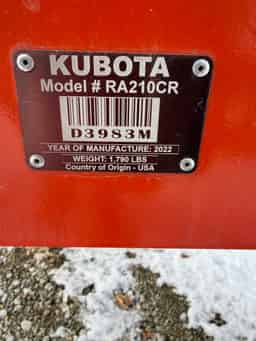 KUBOTA
Model # RA210CR
D3983M
YEAR OF MANUFACTURE: 2022
WEIGHT: 1,790 LBS
Country of Origin - USA